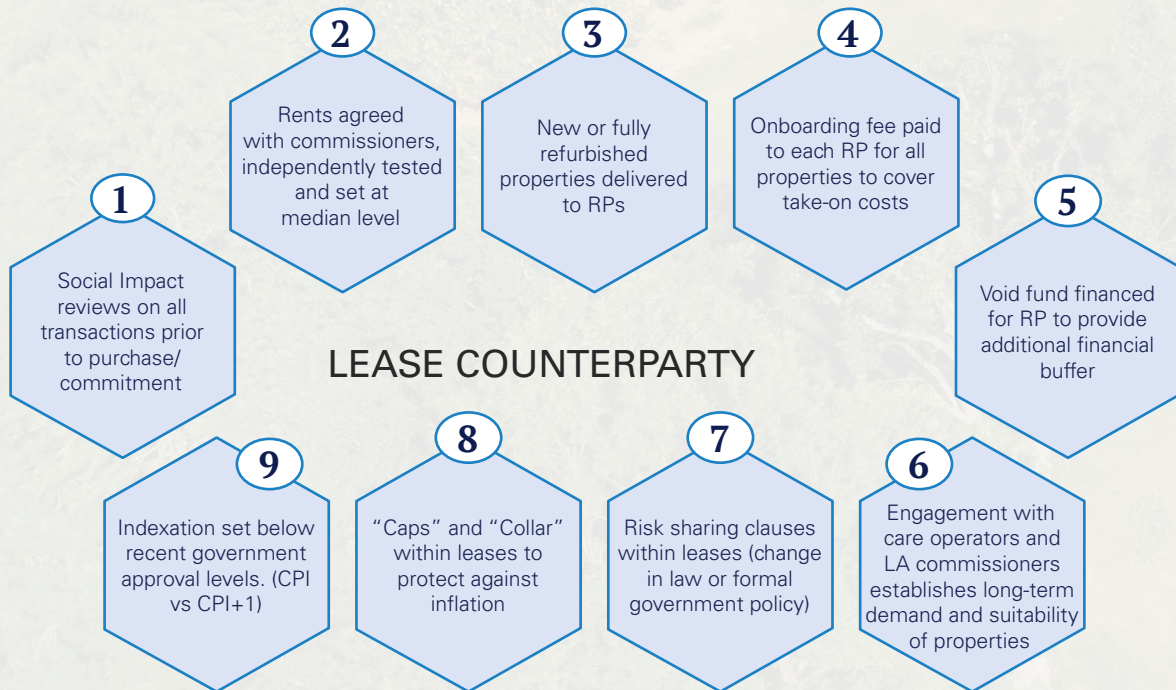 1
Social Impact
reviews on all
transactions prior
to purchase/
commitment
2
Rents agreed
with commissioners,
independently tested
and set at
median level
3
New or fully
refurbished
properties delivered
to RPs
4
Onboarding fee paid
to each RP for all
properties to cover
take-on costs
5
Void fund financed
for RP to provide
additional financial
buffer
LEASE COUNTERPARTY
6
Engagement with
care operators and
LA commissioners
establishes long-term
demand and suitability
of properties
7
Risk sharing clauses
within leases (change
in law or formal
government policy)
8
“Caps” and “Collar”
within leases to
protect against
inflation
9
Indexation set below
recent government
approval levels. (CPI
vs CPI+1)